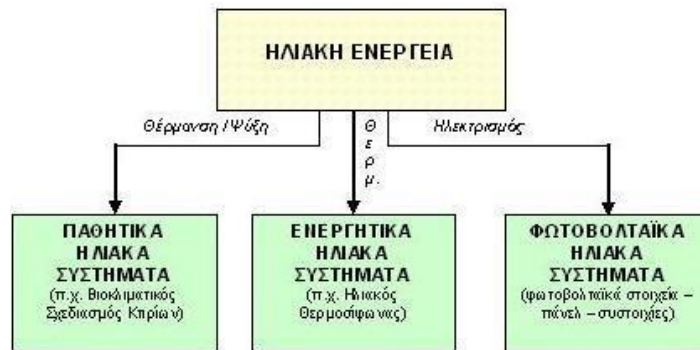 ΗΛΙΑΚΗ ΕΝΕΡΓΕΙΑ
Θέρμανση / Ψύξη
Θερμ.
Ηλεκτρισμός
ΠΑΘΗΤΙΚΑ
ΗΛΙΑΚΑ
ΣΥΣΤΗΜΑΤΑ
(π.χ. Βιοκλιματικός
Σχεδιασμός Κτιρίων)
ΕΝΕΡΓΗΤΙΚΑ
ΗΛΙΑΚΑ
ΣΥΣΤΗΜΑΤΑ
(π.χ. Ηλιακός
Θερμοσίφωνας)
ΦΩΤΟΒΟΛΤΑΪΚΑ
ΗΛΙΑΚΑ
ΣΥΣΤΗΜΑΤΑ
(φωτοβολταϊκά στοιχεία –
πάνελ – συστοιχίες)